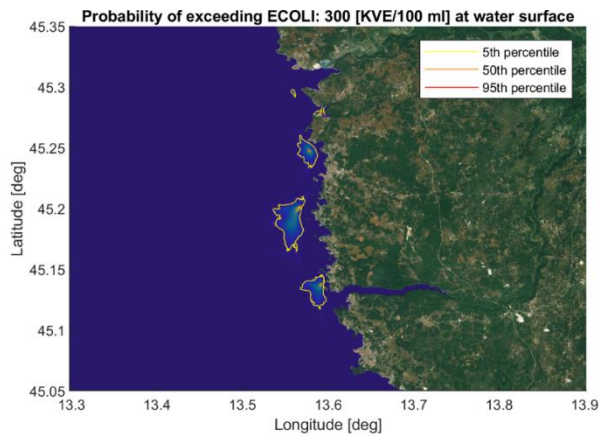 Probability of exceeding ECOLI: 300 [KVE/100 ml] at water surface
45.35
45.3
45.25
45.2
45.15
45.1
45.05
Latitude [deg]
5th percentile
50th percentile
95th percentile
13.3
13.4
13.5
13.6
13.7
13.8
13.9
Longitude [deg]